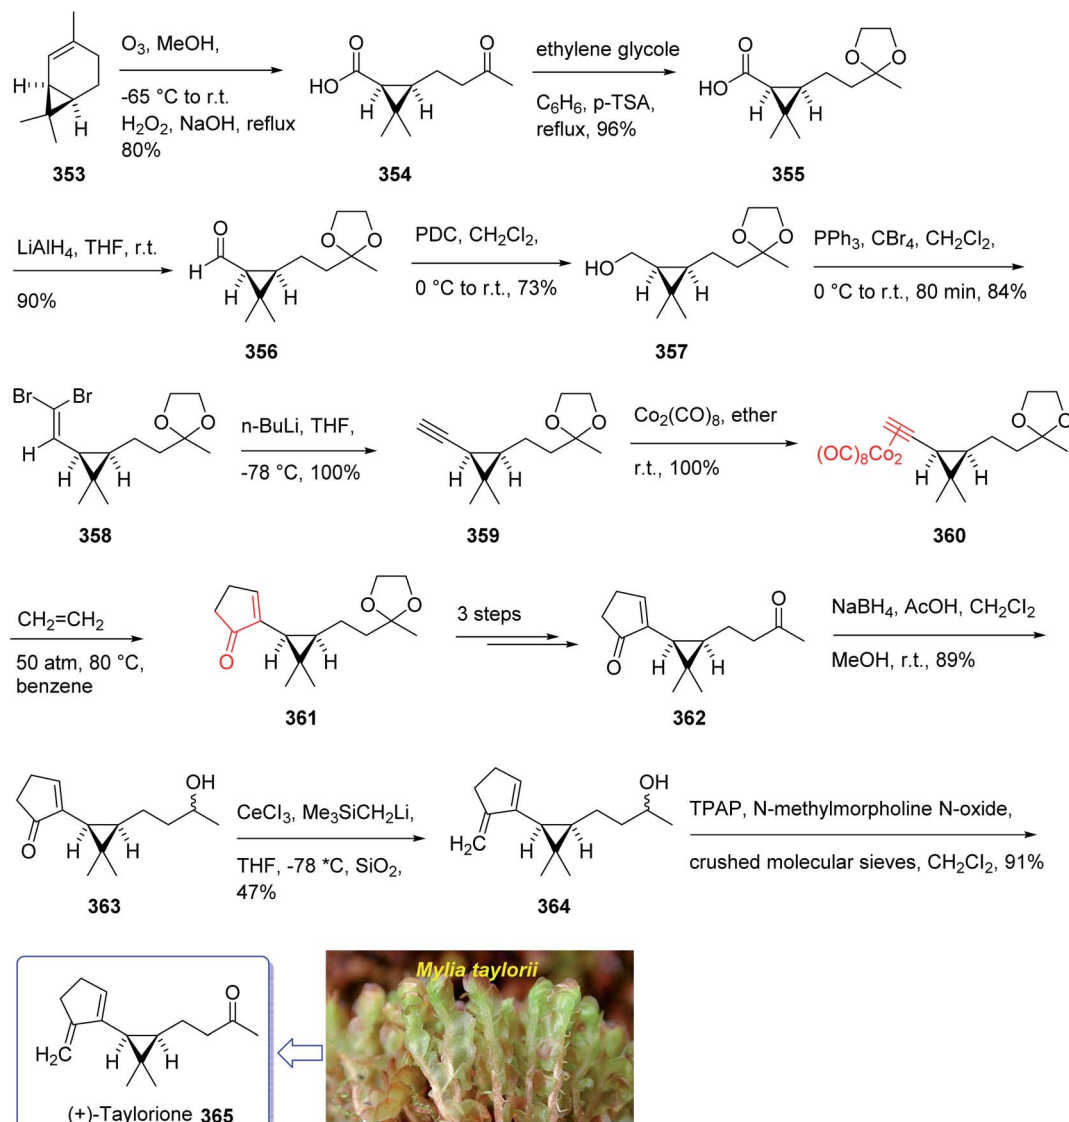 O3, MeOH,
-65 °C to r.t.
H2O2, NaOH, reflux
80%
H
H
353
O
HO
O
H
H
354
ethylene glycole
C6H6, p-TSA,
reflux, 96%
O
HO
O
O
H
H
355
LiAlH4, THF, r.t.
90%
O
H
O
O
H
H
356
PDC, CH2Cl2,
0 °C to r.t., 73%
HO
O
O
H
H
357
PPh3, CBr4, CH2Cl2,
0 °C to r.t., 80 min, 84%
Br
Br
H
O
O
H
H
358
n-BuLi, THF,
-78 °C, 100%
O
O
H
H
359
Co2(CO)8, ether
r.t., 100%
(OC)8Co2
O
O
H
H
360
CH2=CH2
50 atm, 80 °C,
benzene
O
O
O
H
H
361
3 steps
O
O
H
H
362
NaBH4, AcOH, CH2Cl2
MeOH, r.t., 89%
O
OH
H
H
363
CeCl3, Me3SiCH2Li,
THF, -78 *C, SiO2,
47%
H2C
OH
H
H
364
TPAP, N-methylmorpholine N-oxide,
crushed molecular sieves, CH2Cl2, 91%
H2C
O
H
H
(+)-Taylorione 365
Mylia taylorii